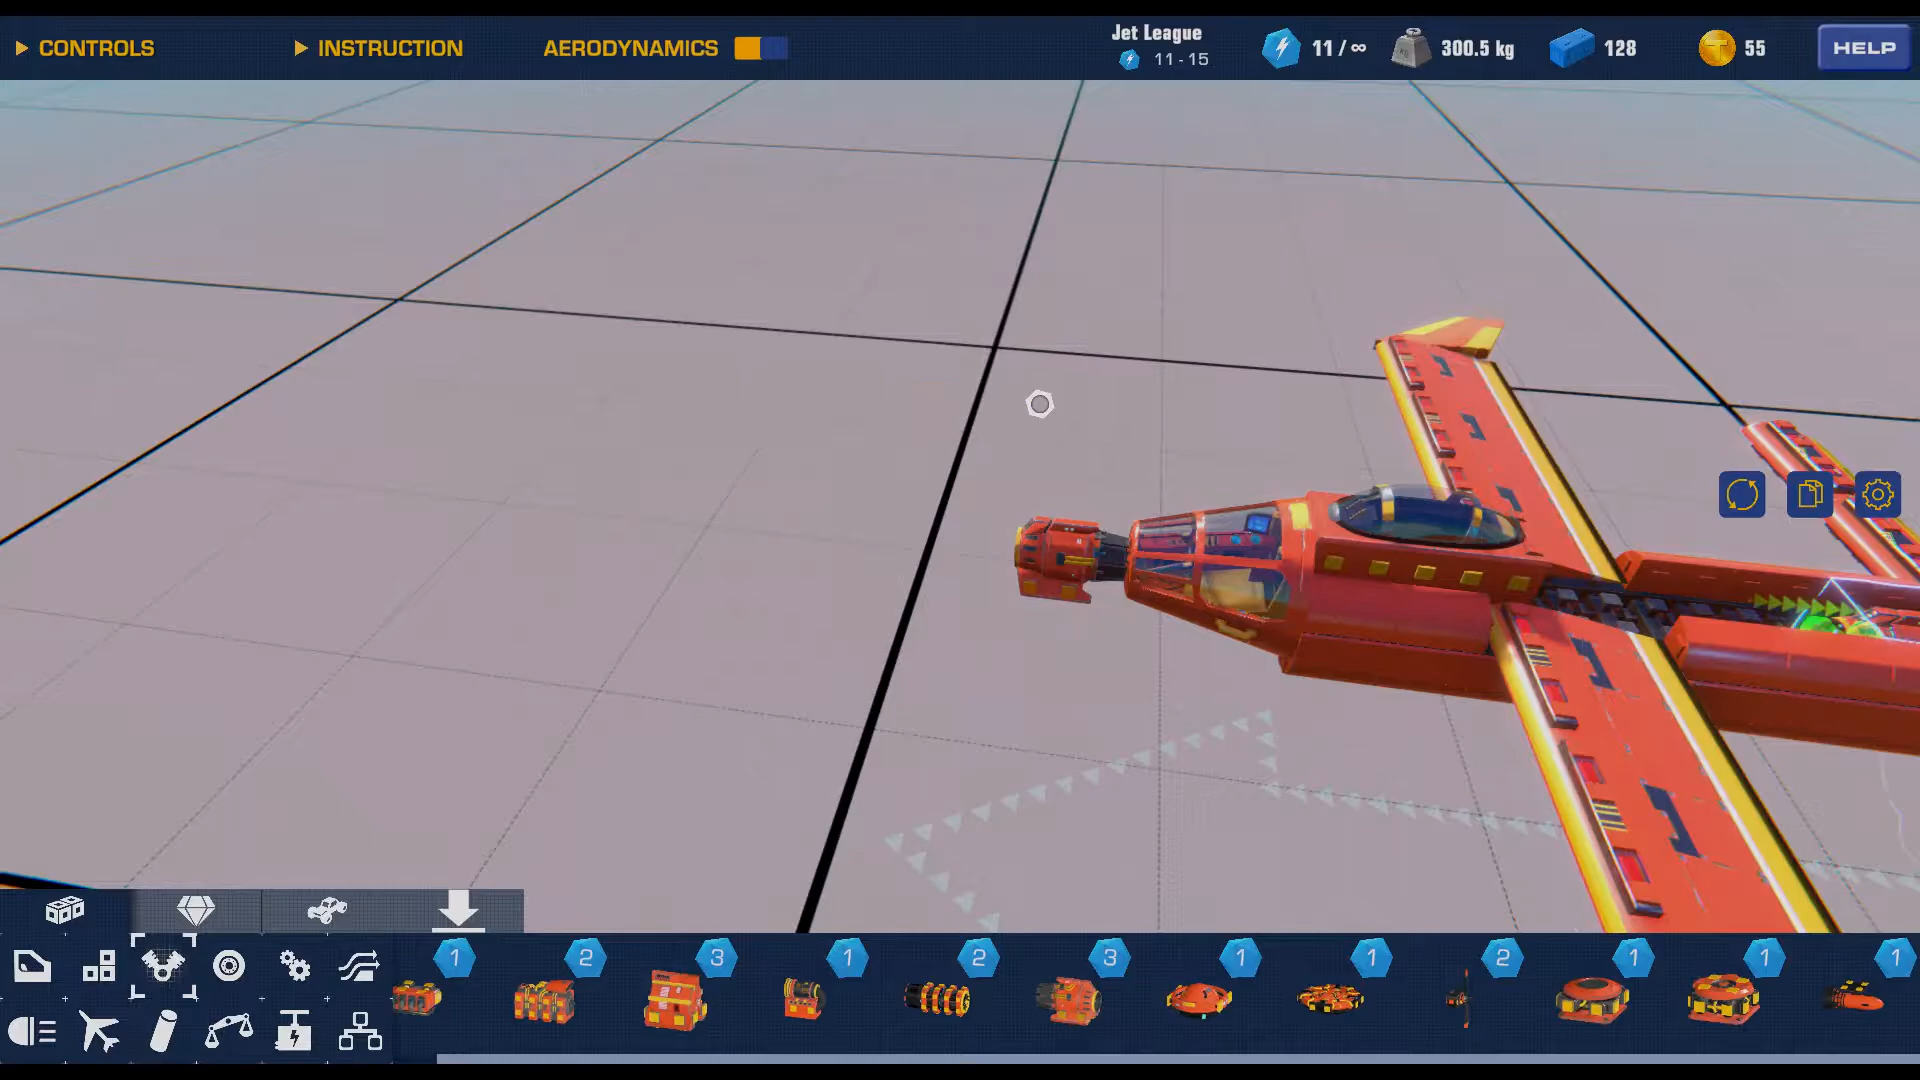 CONTROLS
INSTRUCTION
AERODYNAMICS
Jet League
11 - 15
11 / ∞
300.5 kg
128
55
HELP
1
2
3
1
2
3
1
1
2
1
1
1